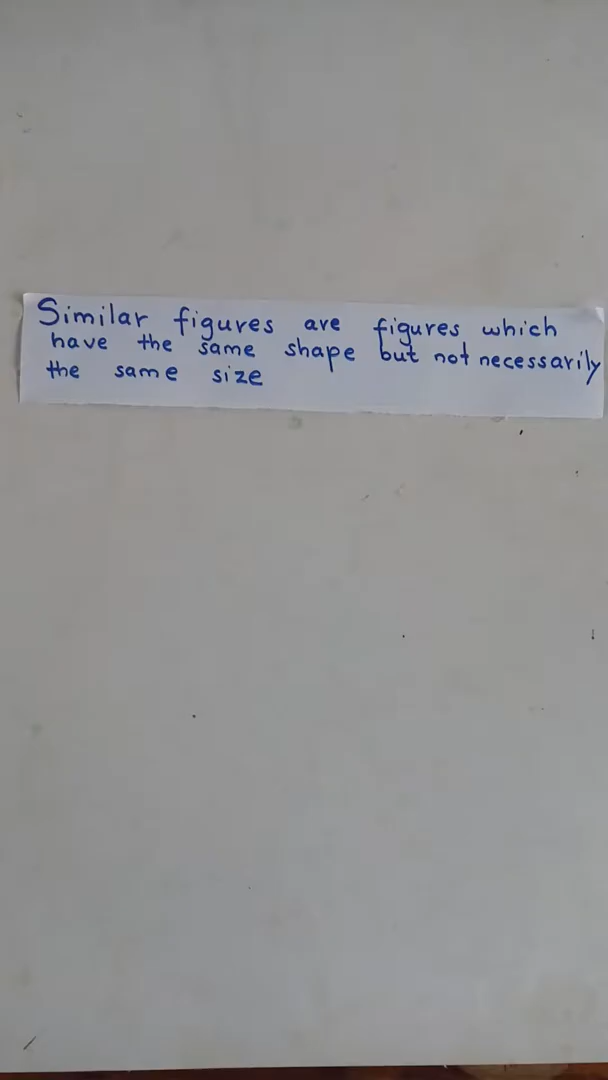 Similar figures are figures which
have the same shape but not necessarily
the same size